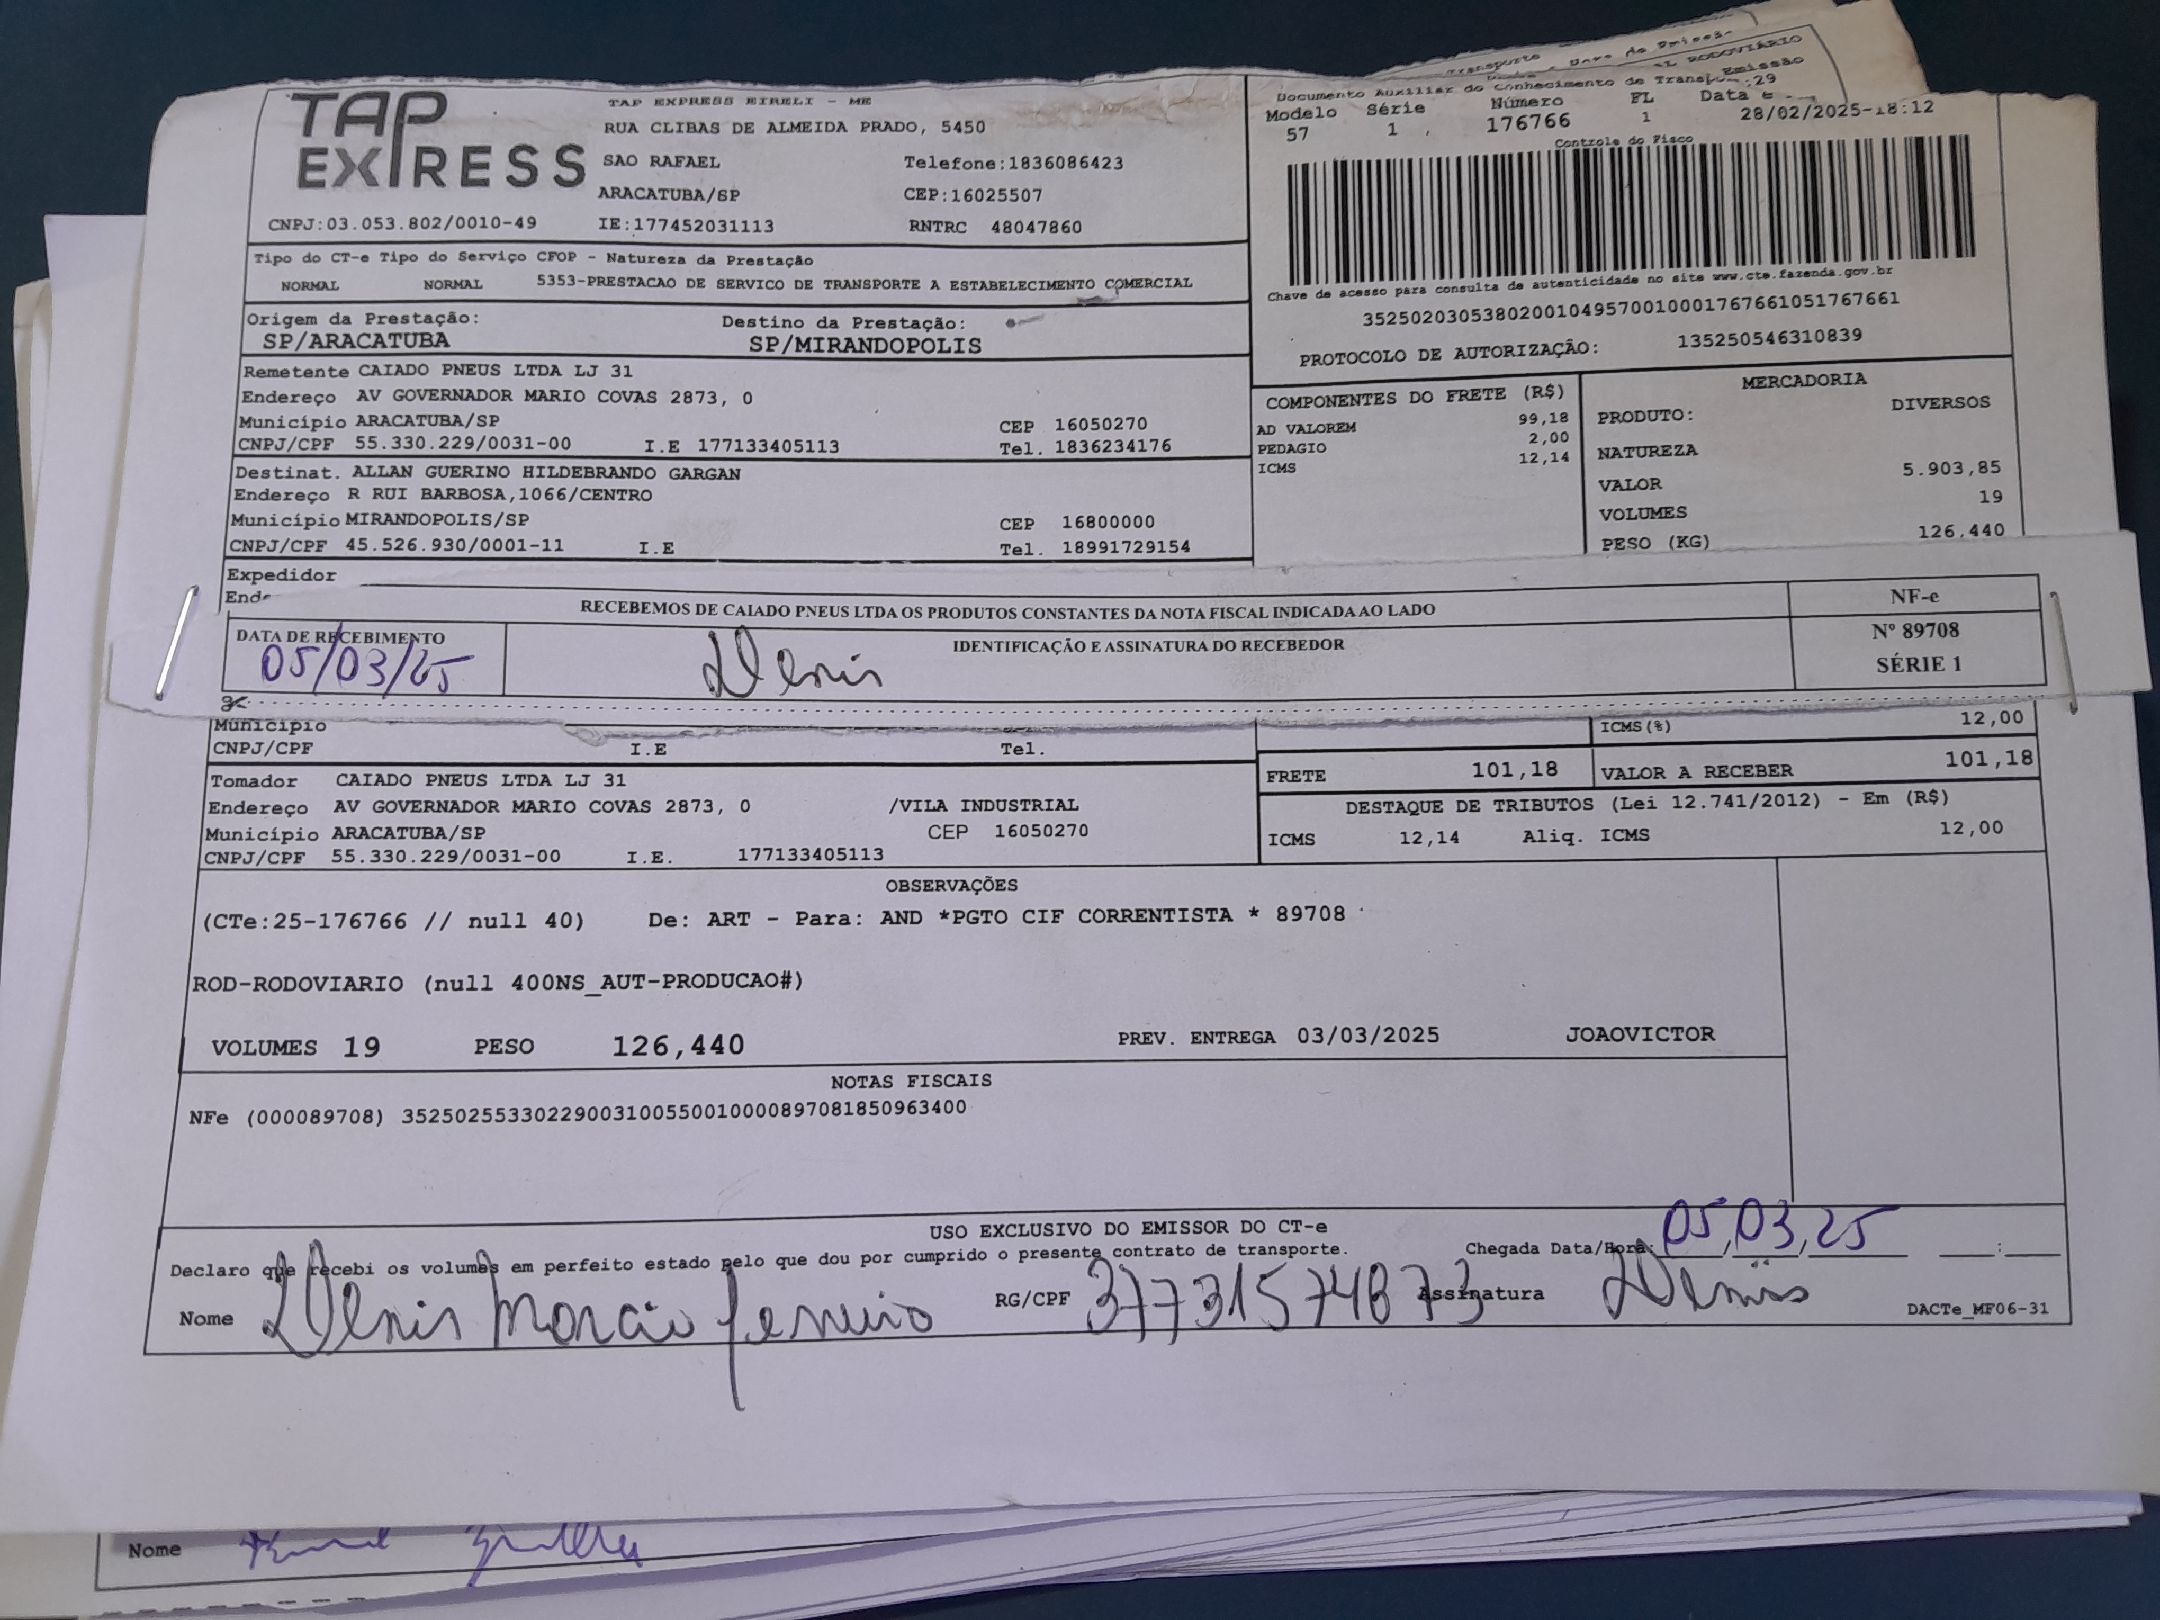 TAP EXPRESS
TAP EXPRESS EIRELI - ME
RUA CLIBAS DE ALMEIDA PRADO, 5450
SAO RAFAEL Telefone:1836086423
ARACATUBA/SP CEP:16025507
CNPJ:03.053.802/0010-49 IE:177452031113 RNTRC 48047860
Documento Auxiliar do Conhecimento de
Modelo Série Número FL Data
57 1 176766 1 28/02/2025-18:12
Controle do Fisco
Chave de acesso para consulta de autenticidade no site www.cte.fazenda.gov.br
35250203053802001049570010001767661051767661
PROTOCOLO DE AUTORIZAÇÃO: 135250546310839
Tipo do CT-e Tipo do Serviço CFOP - Natureza da Prestação
NORMAL NORMAL 5353-PRESTACAO DE SERVICO DE TRANSPORTE A ESTABELECIMENTO COMERCIAL
Origem da Prestação: Destino da Prestação:
SP/ARACATUBA SP/MIRANDOPOLIS
Remetente CAIADO PNEUS LTDA LJ 31
Endereço AV GOVERNADOR MARIO COVAS 2873, 0
Município ARACATUBA/SP CEP 16050270
CNPJ/CPF 55.330.229/0031-00 I.E 177133405113 Tel. 1836234176
Destinat. ALLAN GUERINO HILDEBRANDO GARGAN
Endereço R RUI BARBOSA,1066/CENTRO
Município MIRANDOPOLIS/SP CEP 16800000
CNPJ/CPF 45.526.930/0001-11 I.E Tel. 18991729154
COMPONENTES DO FRETE (R$)
AD VALOREM 99,18
PEDAGIO 2,00
ICMS 12,14
MERCADORIA
PRODUTO: DIVERSOS
NATUREZA
VALOR 5.903,85
VOLUMES 19
PESO (KG) 126,440
Expedidor
RECEBEMOS DE CAIADO PNEUS LTDA OS PRODUTOS CONSTANTES DA NOTA FISCAL INDICADA AO LADO
DATA DE RECEBIMENTO IDENTIFICAÇÃO E ASSINATURA DO RECEBEDOR
05/03/25 Denis
NF-e
Nº 89708
SÉRIE 1
Município
CNPJ/CPF I.E Tel.
ICMS(%) 12,00
Tomador CAIADO PNEUS LTDA LJ 31
Endereço AV GOVERNADOR MARIO COVAS 2873, 0 /VILA INDUSTRIAL
Município ARACATUBA/SP CEP 16050270
CNPJ/CPF 55.330.229/0031-00 I.E. 177133405113
FRETE 101,18 VALOR A RECEBER 101,18
DESTAQUE DE TRIBUTOS (Lei 12.741/2012) - Em (R$)
ICMS 12,14 Aliq. ICMS 12,00
OBSERVAÇÕES
(CTe:25-176766 // null 40) De: ART - Para: AND *PGTO CIF CORRENTISTA * 89708
ROD-RODOVIARIO (null 400NS_AUT-PRODUCAO#)
VOLUMES 19 PESO 126,440 PREV. ENTREGA 03/03/2025 JOAOVICTOR
NOTAS FISCAIS
NFe (000089708) 35250255330229003100550010000897081850963400
USO EXCLUSIVO DO EMISSOR DO CT-e
Declaro que recebi os volumes em perfeito estado pelo que dou por cumprido o presente contrato de transporte. Chegada Data/Hora: 05/03/25
Nome Denis RG/CPF 37731574873 Assinatura Denis
DACTe_MF06-31
Nome